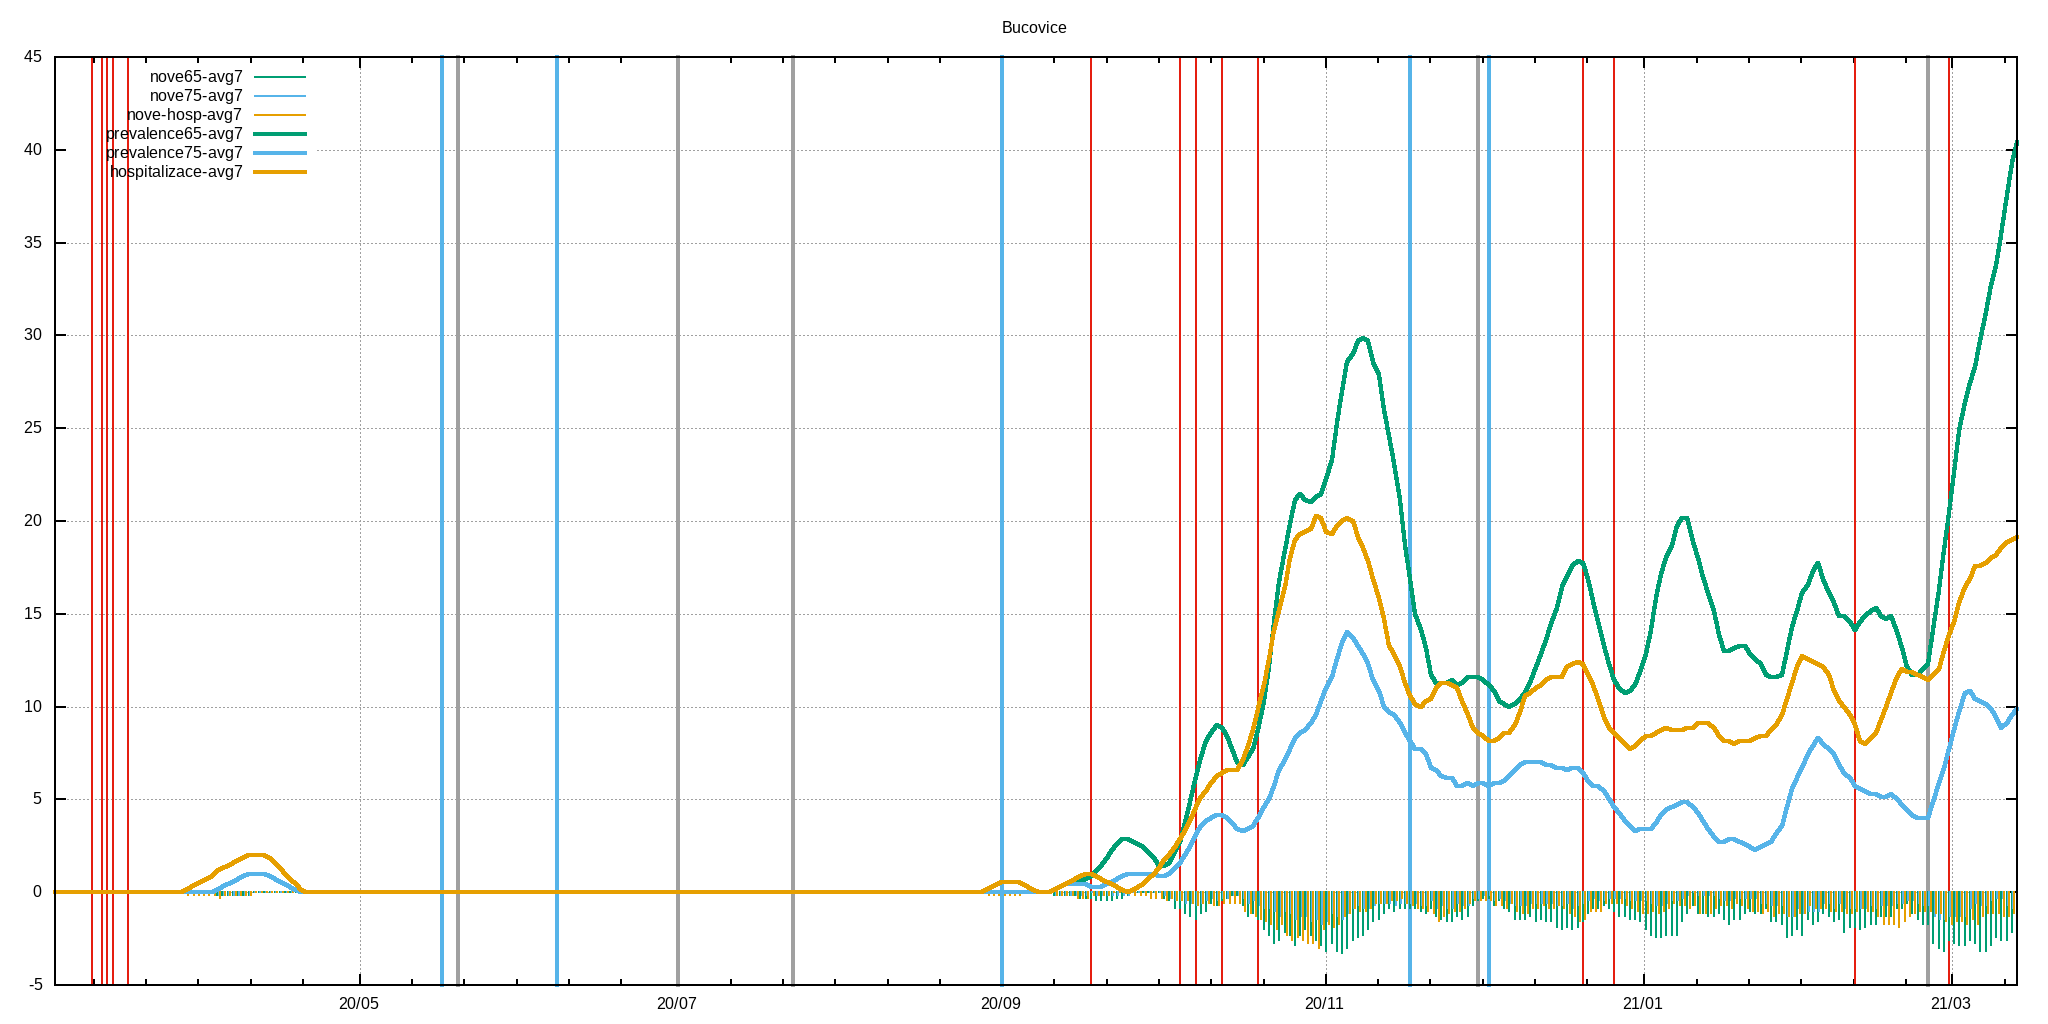 Bucovice
45
40
35
30
25
20
15
10
5
0
-5
nove65-avg7
nove75-avg7
nove-hosp-avg7
prevalence65-avg7
prevalence75-avg7
hospitalizace-avg7
20/05 20/07 20/09 20/11 21/01 21/03